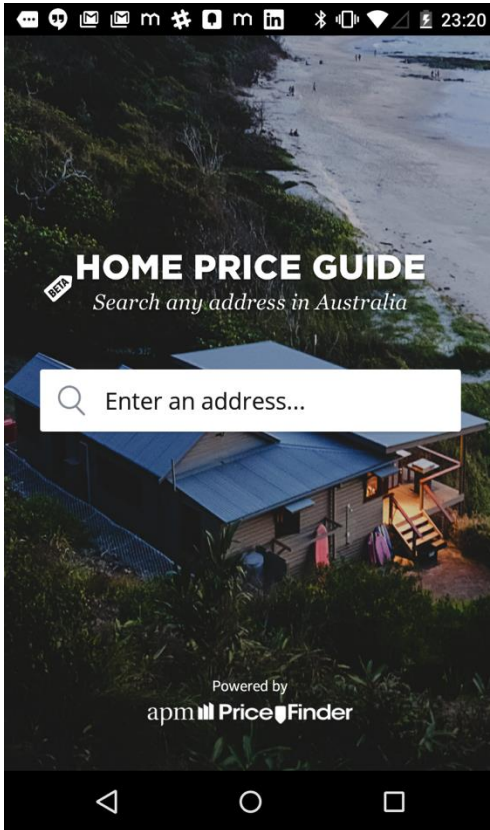 23:20
HOME PRICE GUIDE
BETA
Search any address in Australia
Enter an address...
Powered by
apm PriceFinder